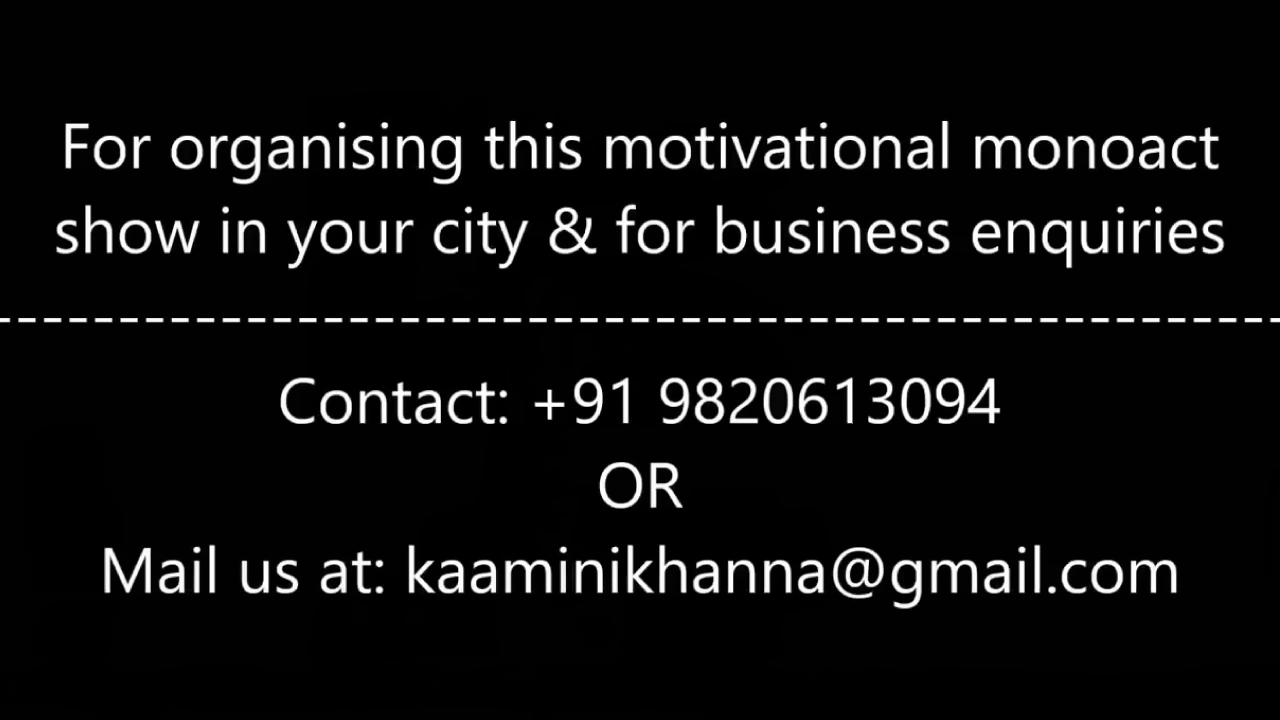 For organising this motivational monoact
show in your city & for business enquiries
--------------------------------------------------
Contact: +91 9820613094
OR
Mail us at: kaaminikhanna@gmail.com